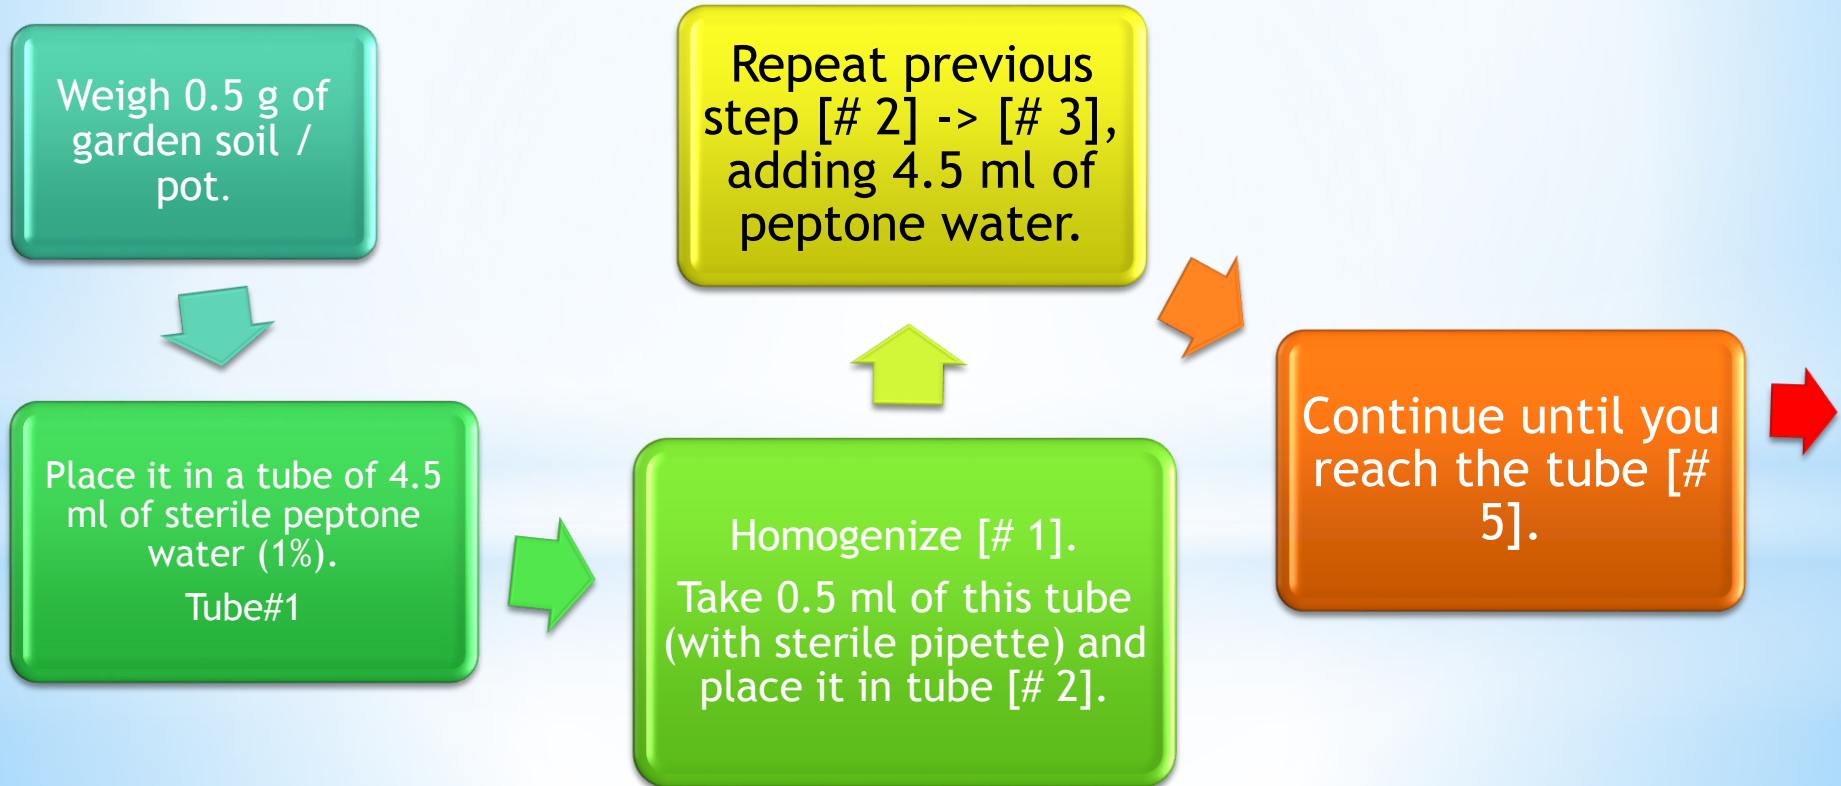 Weigh 0.5 g of
garden soil /
pot.
Place it in a tube of 4.5
ml of sterile peptone
water (1%).
Tube#1
Homogenize [# 1].
Take 0.5 ml of this tube
(with sterile pipette) and
place it in tube [# 2].
Repeat previous
step [# 2] -> [# 3],
adding 4.5 ml of
peptone water.
Continue until you
reach the tube [#
5].